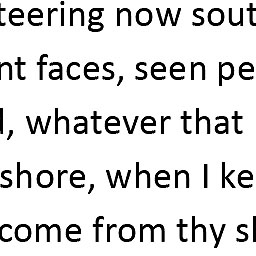 teering now sout
nt faces, seen pe
, whatever that
shore, when I ke
come from thy sl